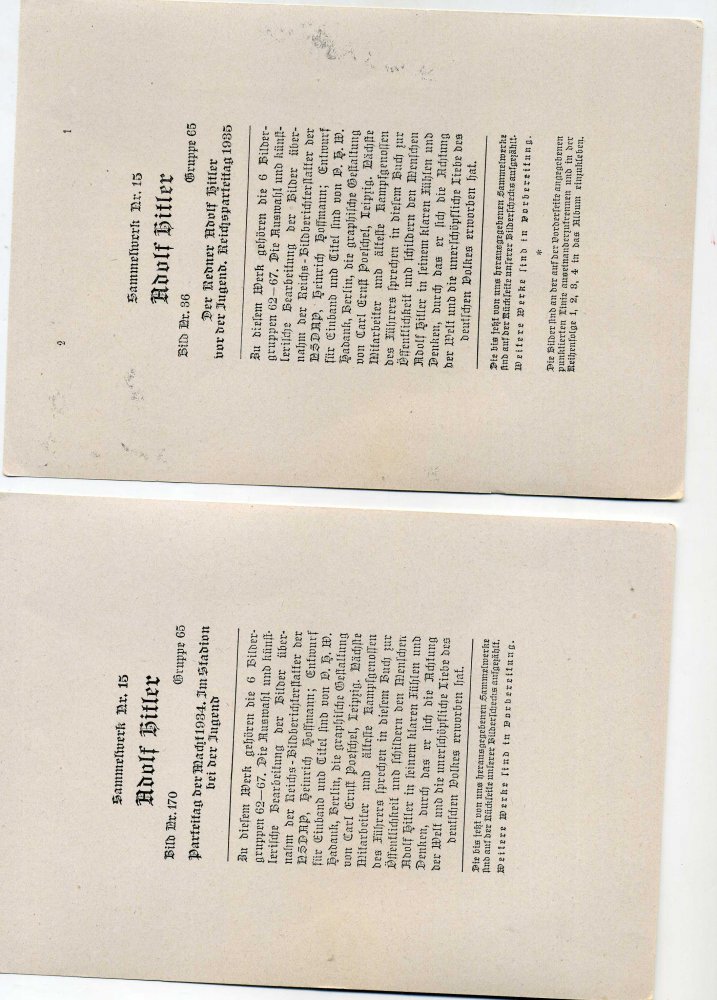 Sammelwerk Nr. 15
Adolf Hitler
Bild Nr. 170 Gruppe 65
Parteitag der Macht 1934. Im Stadion
bei der Jugend
Zu diesem Werk gehören die 6 Bilder-
gruppen 62–67. Die Auswahl und künst-
lerische Bearbeitung der Bilder über-
nahm der Reichs-Bildberichterstatter der
NSDAP, Heinrich Hoffmann; Entwurf
für Einband und Titel sind von O. H. W.
Hadank, Berlin, die graphische Gestaltung
von Carl Ernst Poeschel, Leipzig. Nächste
Mitarbeiter und älteste Kampfgenossen
des Führers sprechen in diesem Buch zur
Öffentlichkeit und schildern den Menschen
Adolf Hitler in seinem klaren Fühlen und
Denken, durch das er sich die Achtung
der Welt und die unerschöpfliche Liebe des
deutschen Volkes erworben hat.
Die bis jetzt von uns herausgegebenen Sammelwerke
sind auf der Rückseite unserer Bilderschecks aufgezählt.
Weitere Werke sind in Vorbereitung.
2 1
Sammelwerk Nr. 15
Adolf Hitler
Bild Nr. 36 Gruppe 65
Der Redner Adolf Hitler
vor der Jugend. Reichsparteitag 1935
Zu diesem Werk gehören die 6 Bilder-
gruppen 62–67. Die Auswahl und künst-
lerische Bearbeitung der Bilder über-
nahm der Reichs-Bildberichterstatter der
NSDAP, Heinrich Hoffmann; Entwurf
für Einband und Titel sind von O. H. W.
Hadank, Berlin, die graphische Gestaltung
von Carl Ernst Poeschel, Leipzig. Nächste
Mitarbeiter und älteste Kampfgenossen
des Führers sprechen in diesem Buch zur
Öffentlichkeit und schildern den Menschen
Adolf Hitler in seinem klaren Fühlen und
Denken, durch das er sich die Achtung
der Welt und die unerschöpfliche Liebe des
deutschen Volkes erworben hat.
Die bis jetzt von uns herausgegebenen Sammelwerke
sind auf der Rückseite unserer Bilderschecks aufgezählt.
Weitere Werke sind in Vorbereitung.
*
Die Bilder sind an der auf der Vorderseite angegebenen
punktierten Linie auseinanderzutrennen und in der
Reihenfolge 1, 2, 3, 4 in das Album einzukleben.